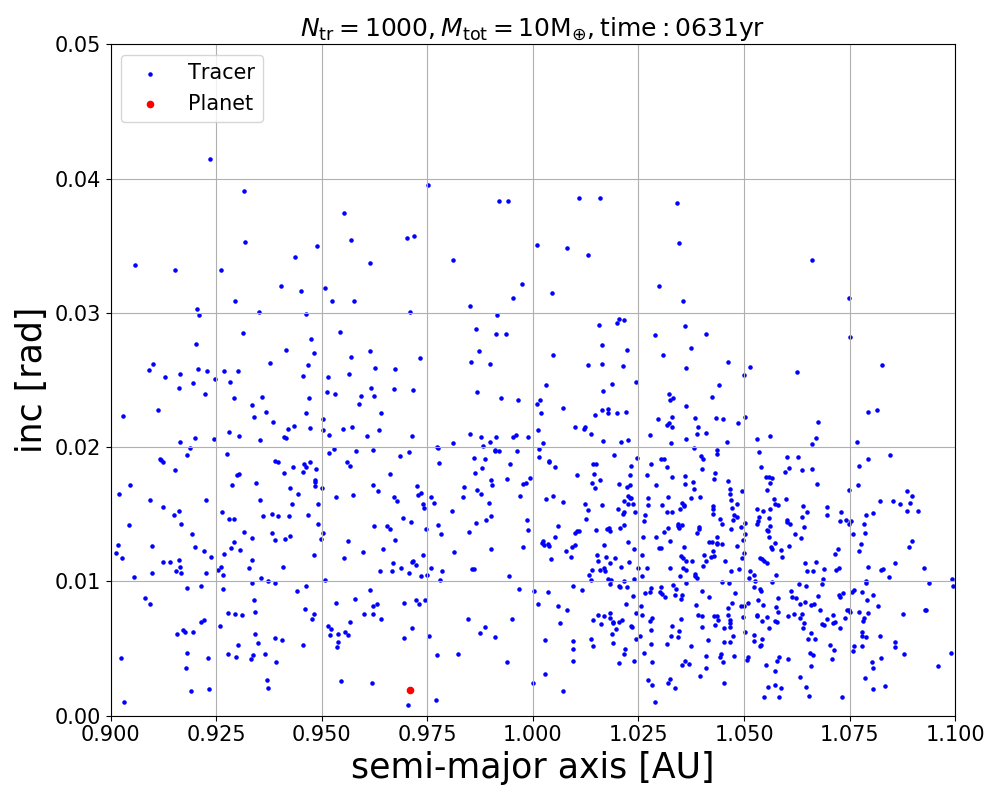 N_tr = 1000, M_tot = 10M_⊕, time : 0631yr
Tracer
Planet
0.05
0.04
0.03
0.02
0.01
0.00
inc [rad]
0.900 0.925 0.950 0.975 1.000 1.025 1.050 1.075 1.100
semi-major axis [AU]